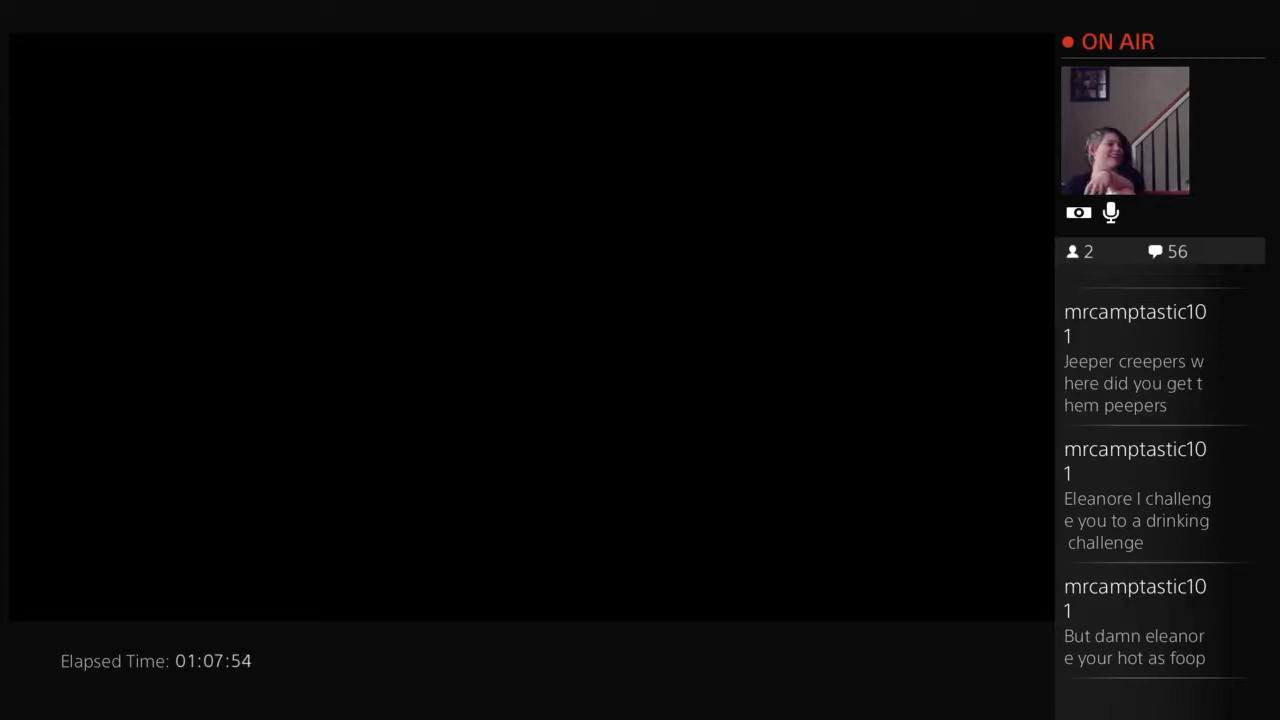 ON AIR
2 56
mrcamptastic10
1
Jeeper creepers w
here did you get t
hem peepers
mrcamptastic10
1
Eleanore I challeng
e you to a drinking
challenge
mrcamptastic10
1
But damn eleanor
e your hot as foop
Elapsed Time: 01:07:54